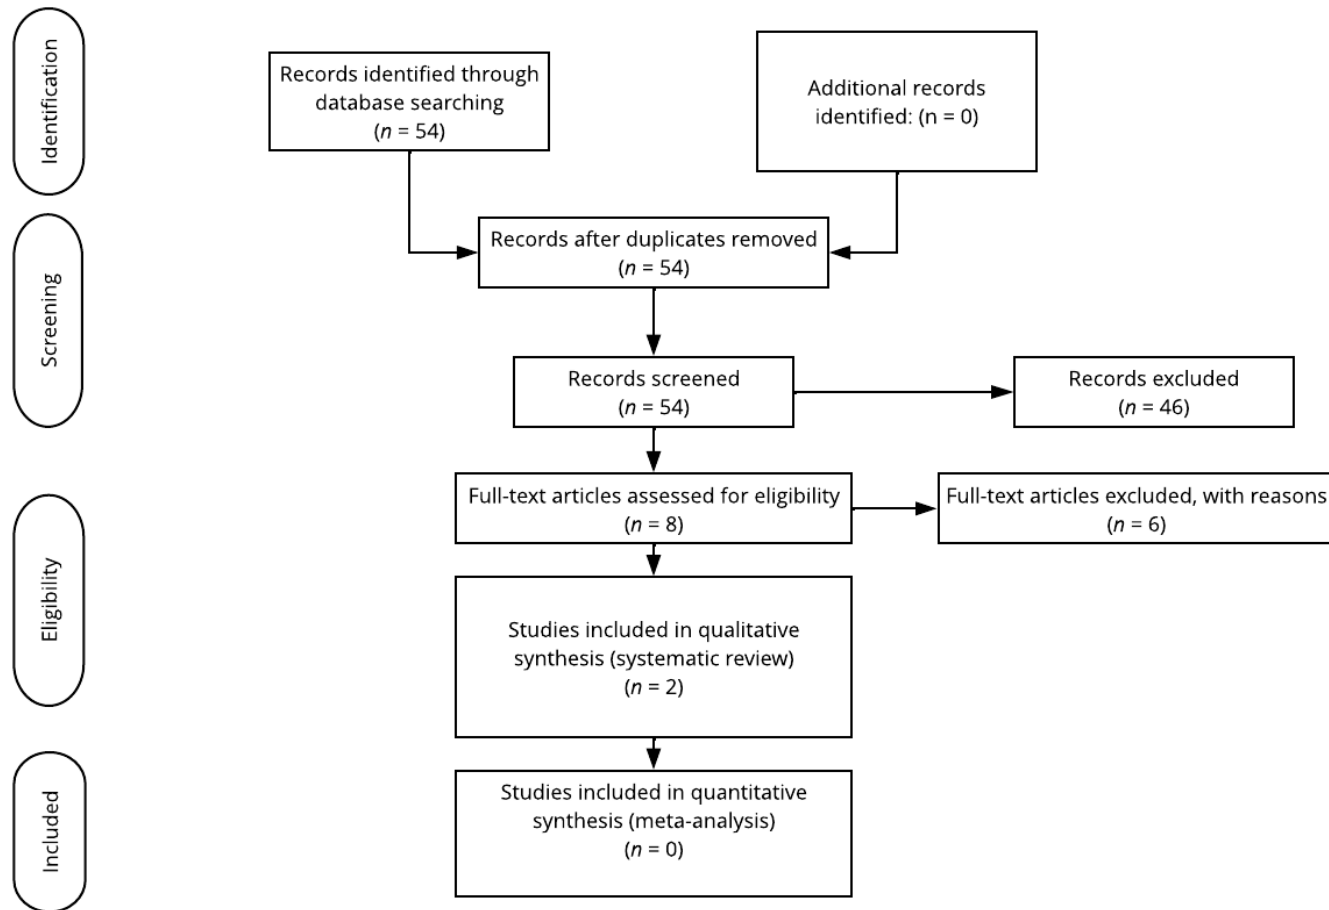 Identification
Records identified through
database searching
(n = 54)
Additional records
identified: (n = 0)
Screening
Records after duplicates removed
(n = 54)
Records screened
(n = 54)
Records excluded
(n = 46)
Eligibility
Full-text articles assessed for eligibility
(n = 8)
Full-text articles excluded, with reasons
(n = 6)
Studies included in qualitative
synthesis (systematic review)
(n = 2)
Included
Studies included in quantitative
synthesis (meta-analysis)
(n = 0)